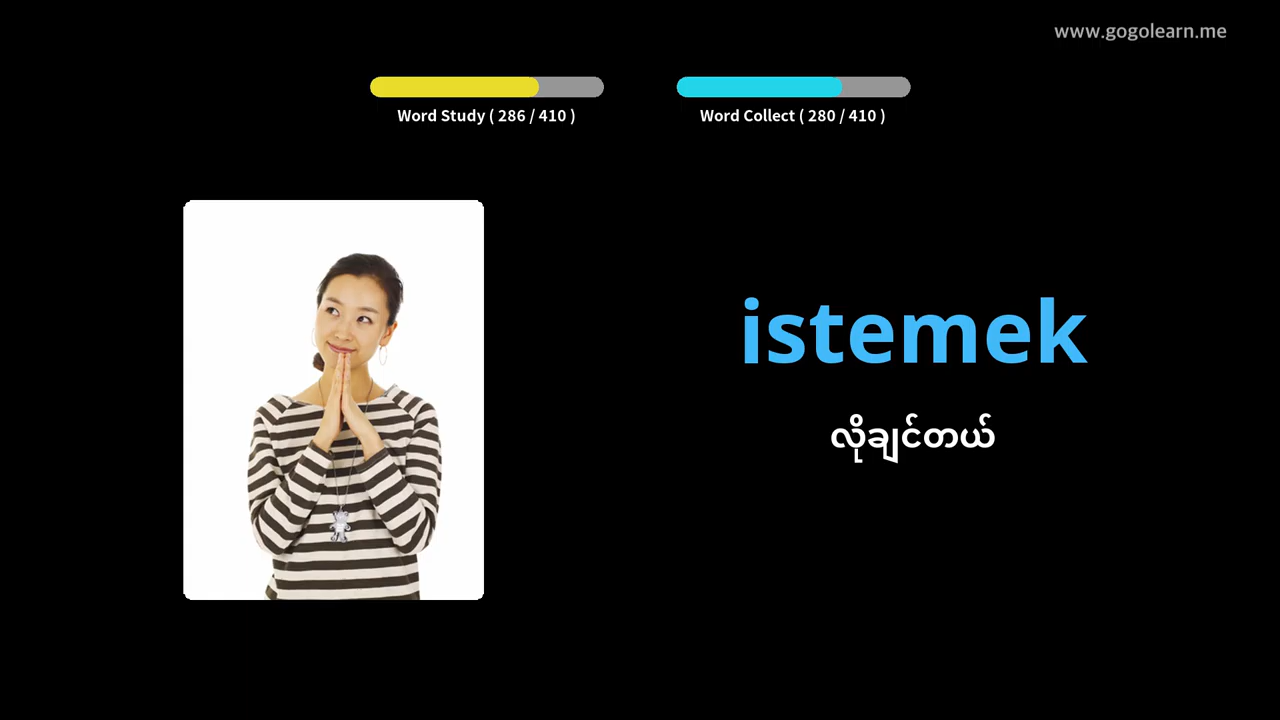 www.gogolearn.me
Word Study ( 286 / 410 )
Word Collect ( 280 / 410 )
istemek
လိုချင်တယ်